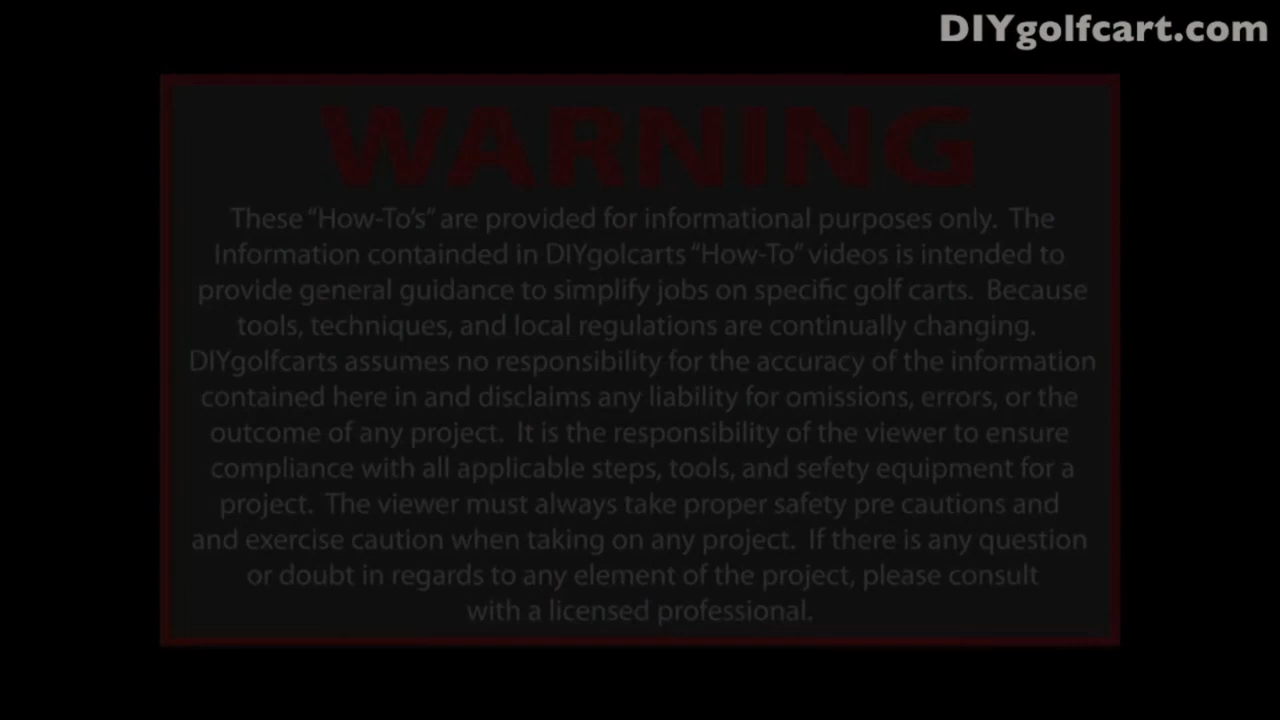 DIYgolfcart.com
WARNING
These “How-To’s” are provided for informational purposes only.  The
Information containded in DIYgolcarts “How-To” videos is intended to
provide general guidance to simplify jobs on specific golf carts.  Because
tools, techniques, and local regulations are continually changing.
DIYgolfcarts assumes no responsibility for the accuracy of the information
contained here in and disclaims any liability for omissions, errors, or the
outcome of any project.  It is the responsibility of the viewer to ensure
compliance with all applicable steps, tools, and sefety equipment for a
project.  The viewer must always take proper safety pre cautions and
and exercise caution when taking on any project.  If there is any question
or doubt in regards to any element of the project, please consult
with a licensed professional.